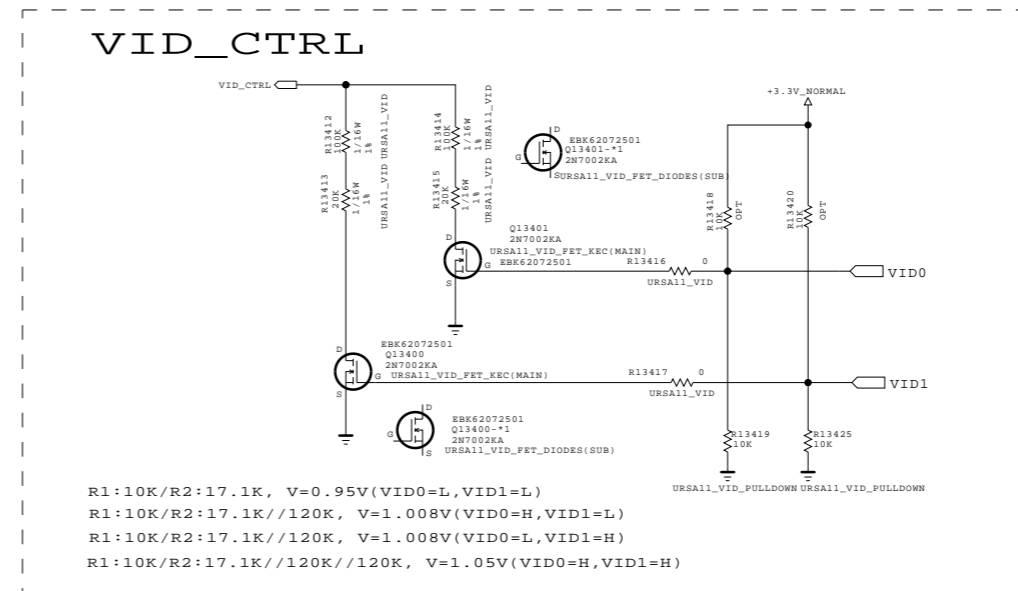 VID_CTRL
VID_CTRL
R13412
100K
1/16W
1%
URSA11_VID
R13413
20K
1/16W
1%
URSA11_VID
R13414
100K
1/16W
1%
URSA11_VID
R13415
20K
1/16W
1%
URSA11_VID
D
G
S
EBK62072501
Q13401-*1
2N7002KA
URSA11_VID_FET_DIODES(SUB)
+3.3V_NORMAL
R13418
10K
OPT
R13420
10K
OPT
Q13401
2N7002KA
URSA11_VID_FET_KEC(MAIN)
EBK62072501
D
G
S
R13416
0
URSA11_VID
VID0
EBK62072501
Q13400
2N7002KA
URSA11_VID_FET_KEC(MAIN)
D
G
S
R13417
0
URSA11_VID
VID1
D
G
S
EBK62072501
Q13400-*1
2N7002KA
URSA11_VID_FET_DIODES(SUB)
R13419
10K
R13425
10K
URSA11_VID_PULLDOWN
URSA11_VID_PULLDOWN
R1:10K/R2:17.1K, V=0.95V(VID0=L,VID1=L)
R1:10K/R2:17.1K//120K, V=1.008V(VID0=H,VID1=L)
R1:10K/R2:17.1K//120K, V=1.008V(VID0=L,VID1=H)
R1:10K/R2:17.1K//120K//120K, V=1.05V(VID0=H,VID1=H)